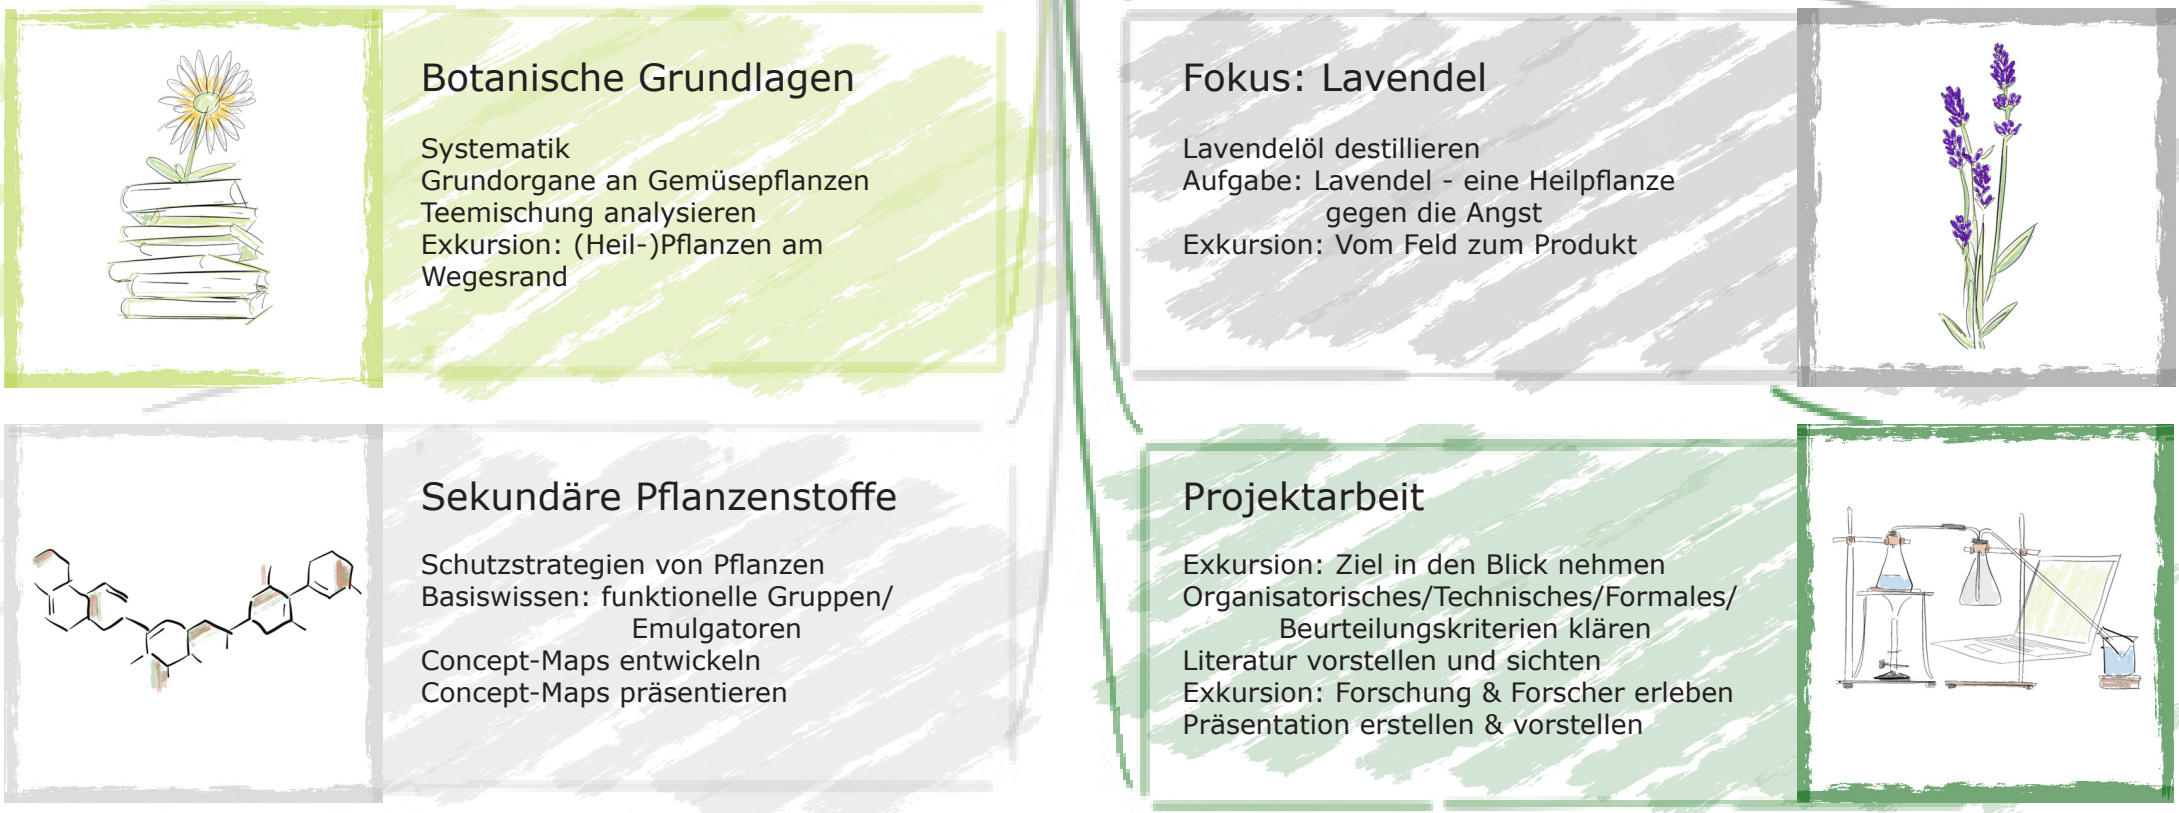 Botanische Grundlagen
Systematik
Grundorgane an Gemüsepflanzen
Teemischung analysieren
Exkursion: (Heil-)Pflanzen am
Wegesrand
Fokus: Lavendel
Lavendelöl destillieren
Aufgabe: Lavendel - eine Heilpflanze
gegen die Angst
Exkursion: Vom Feld zum Produkt
Sekundäre Pflanzenstoffe
Schutzstrategien von Pflanzen
Basiswissen: funktionelle Gruppen/
Emulgatoren
Concept-Maps entwickeln
Concept-Maps präsentieren
Projektarbeit
Exkursion: Ziel in den Blick nehmen
Organisatorisches/Technisches/Formales/
Beurteilungskriterien klären
Literatur vorstellen und sichten
Exkursion: Forschung & Forscher erleben
Präsentation erstellen & vorstellen